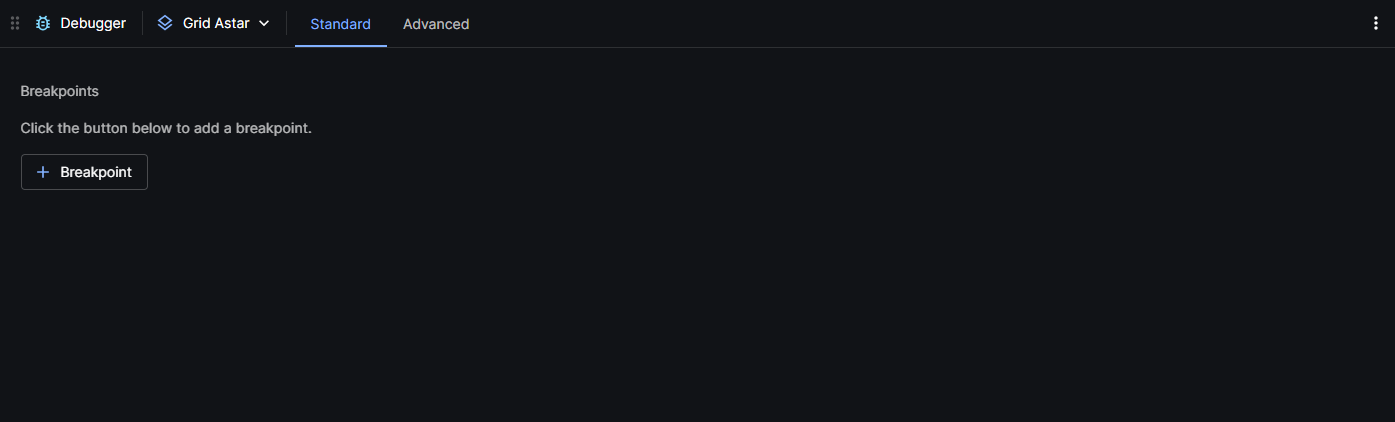 Debugger Grid Astar Standard Advanced
Breakpoints
Click the button below to add a breakpoint.
Breakpoint